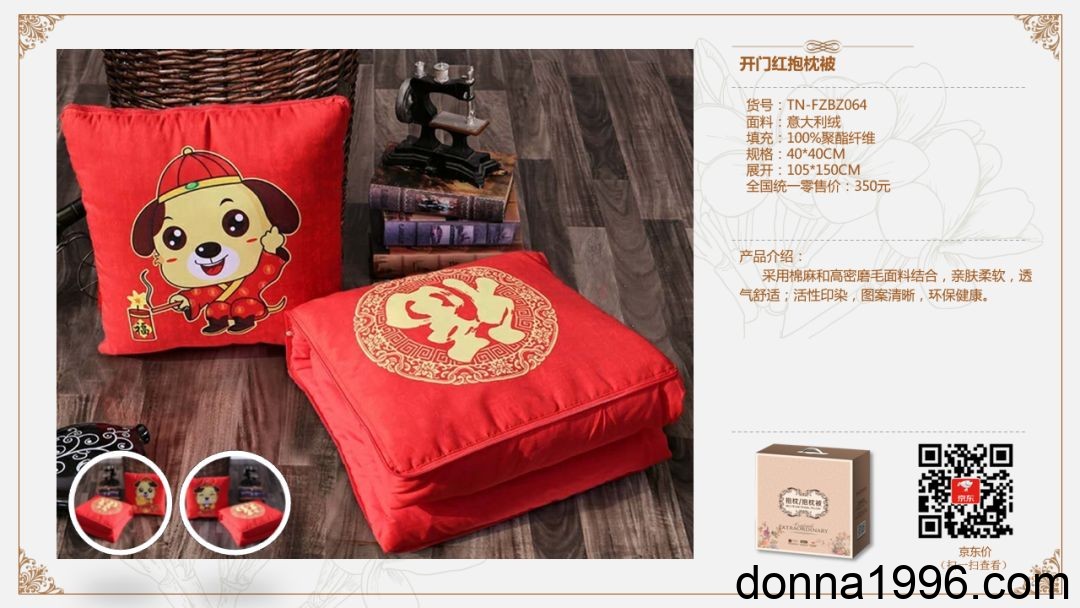 开门红抱枕被
货号：TN-FZBZ064
面料：意大利绒
填充：100%聚酯纤维
规格：40*40CM
展开：105*150CM
全国统一零售价：350元
产品介绍：
采用棉麻和高密磨毛面料结合，亲肤柔软，透
气舒适；活性印染，图案清晰，环保健康。
福
抱枕/抱枕被
EXTRAORDINARY
京东
京东价
（扫一扫查看）
donna1996.com